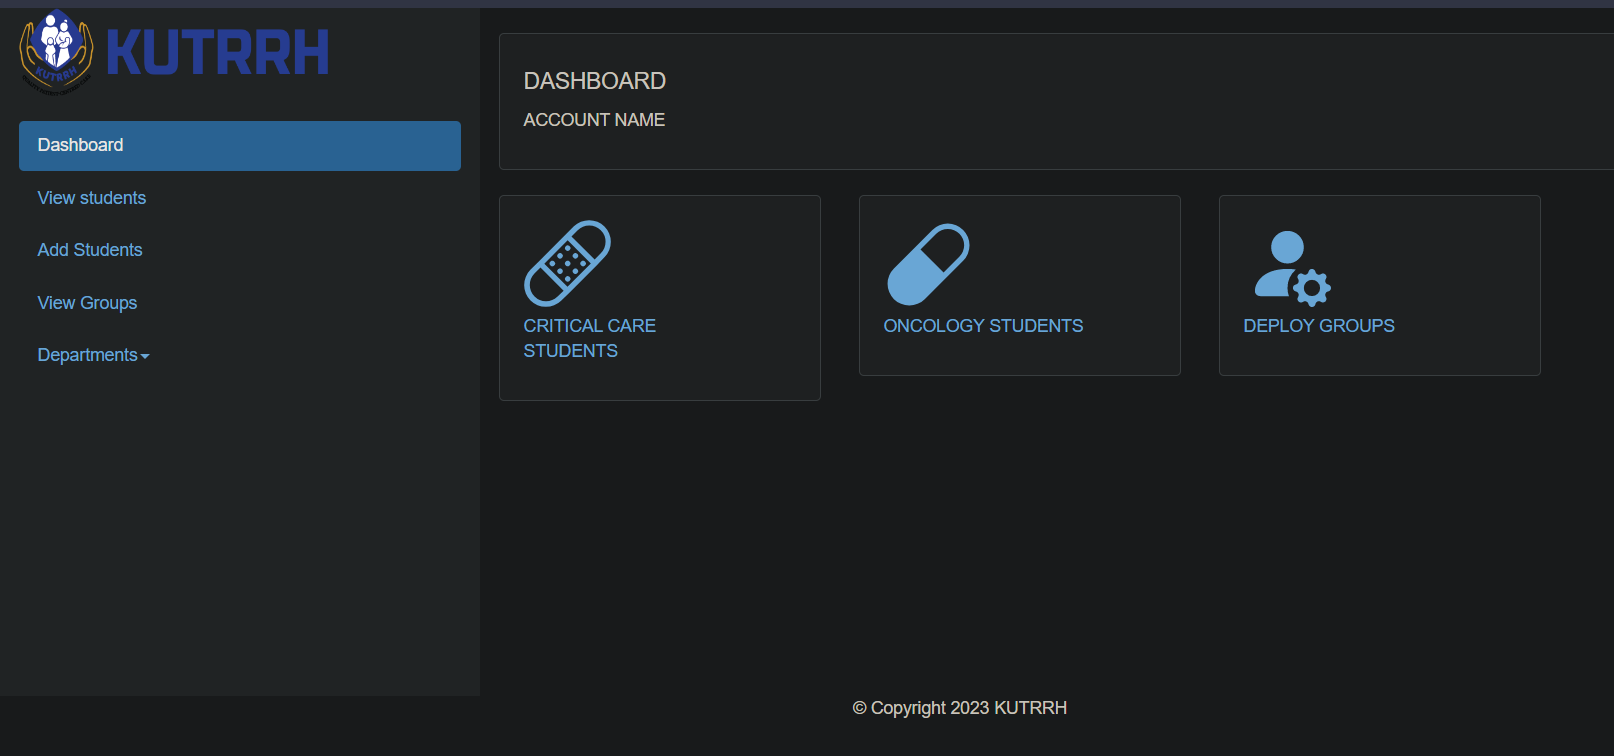 KUTRRH
KUTRRH
Dashboard
View students
Add Students
View Groups
Departments
DASHBOARD
ACCOUNT NAME
CRITICAL CARE
STUDENTS
ONCOLOGY STUDENTS
DEPLOY GROUPS
© Copyright 2023 KUTRRH